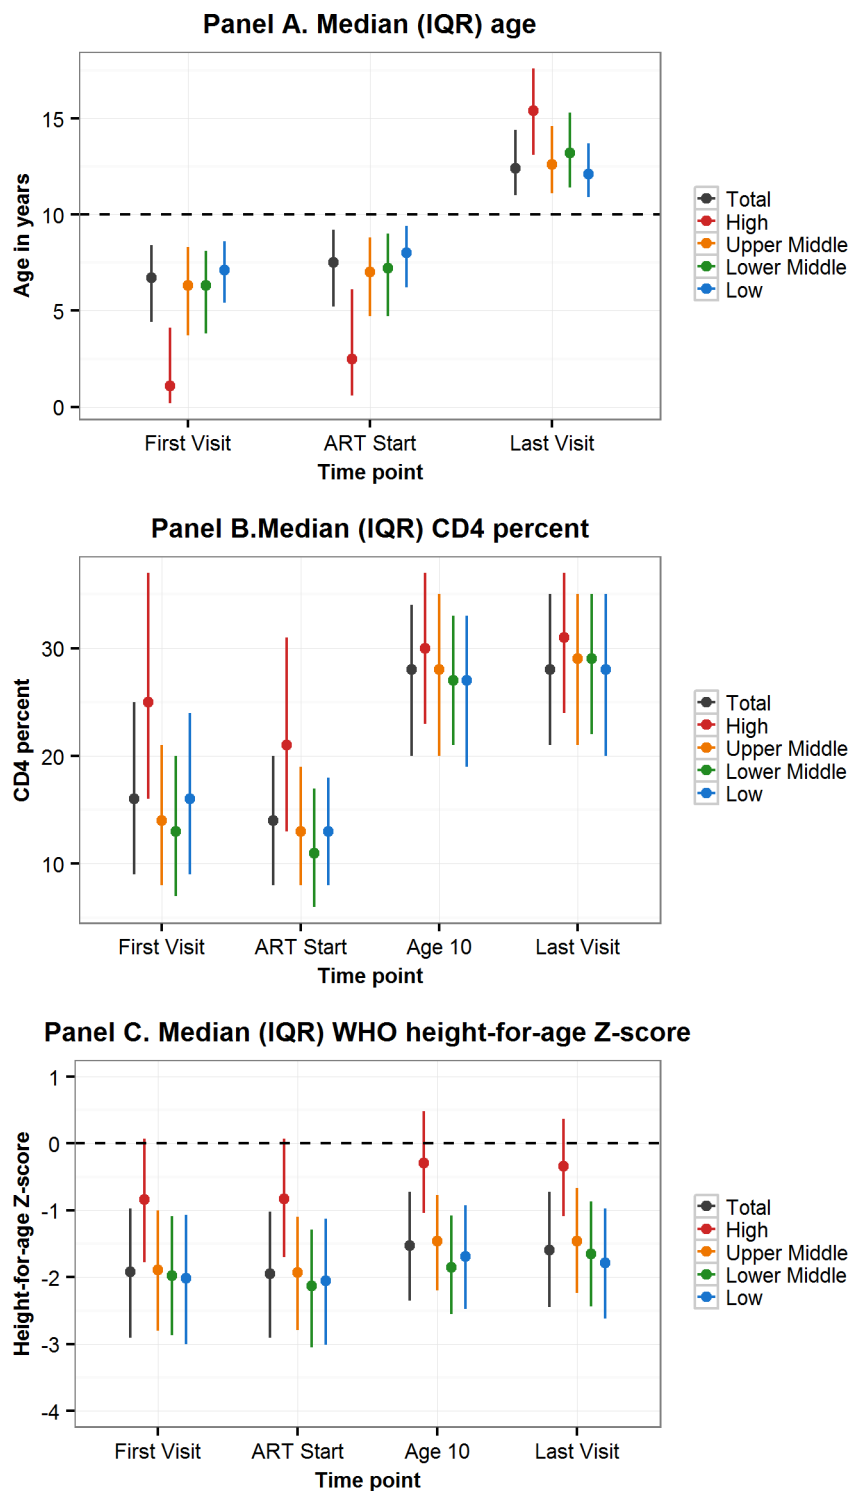 Panel A. Median (IQR) age
Age in years
15
10
5
0
First Visit ART Start Last Visit
Time point
Total
High
Upper Middle
Lower Middle
Low
Panel B.Median (IQR) CD4 percent
CD4 percent
30
20
10
First Visit ART Start Age 10 Last Visit
Time point
Total
High
Upper Middle
Lower Middle
Low
Panel C. Median (IQR) WHO height-for-age Z-score
Height-for-age Z-score
1
0
-1
-2
-3
-4
First Visit ART Start Age 10 Last Visit
Time point
Total
High
Upper Middle
Lower Middle
Low